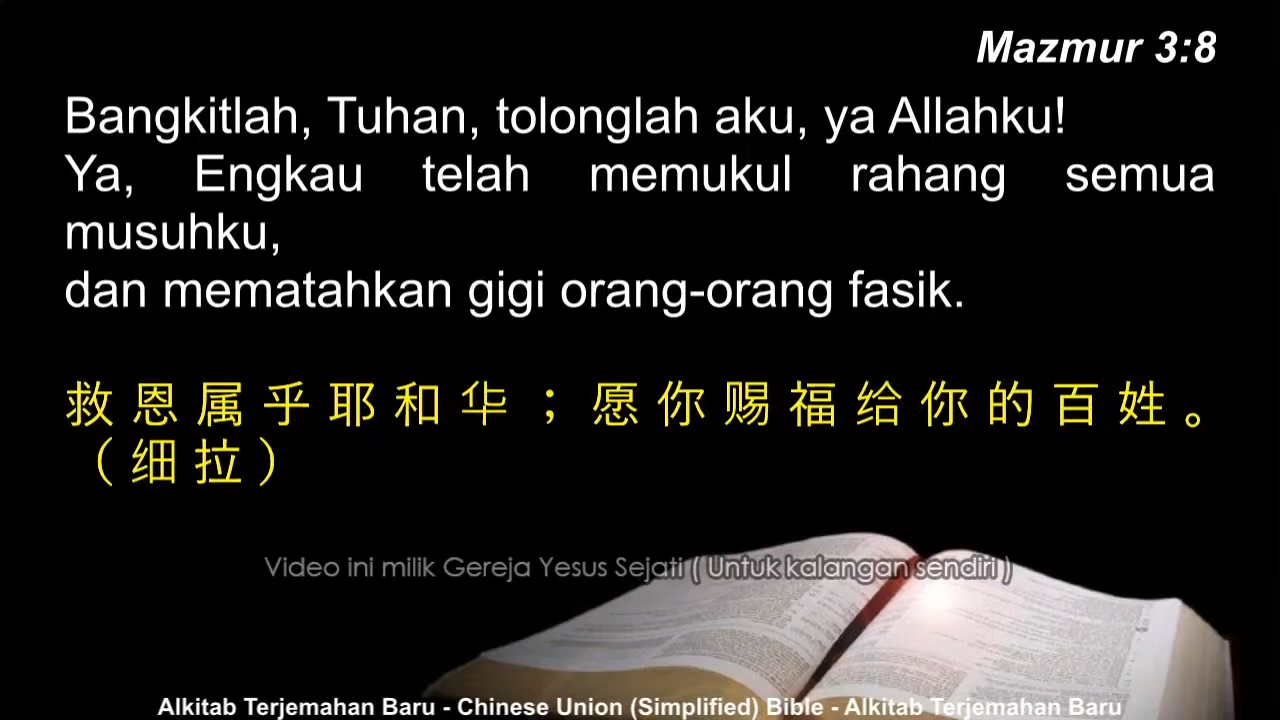 Mazmur 3:8
Bangkitlah, Tuhan, tolonglah aku, ya Allahku!
Ya, Engkau telah memukul rahang semua
musuhku,
dan mematahkan gigi orang-orang fasik.
救恩属乎耶和华；愿你赐福给你的百姓。
（细拉）
Video ini milik Gereja Yesus Sejati ( Untuk kalangan sendiri )
Alkitab Terjemahan Baru - Chinese Union (Simplified) Bible - Alkitab Terjemahan Baru